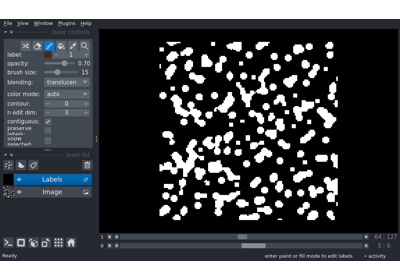 File View Window Plugins Help
layer controls
label: 1
opacity: 0.70
brush size: 15
blending: translucen
color mode: auto
contour: 0
n edit dim: 3
contiguous:
preserve labels:
show selected:
layer list
Labels
Image
1 64 127
0 5 9
Ready enter paint or fill mode to edit labels activity